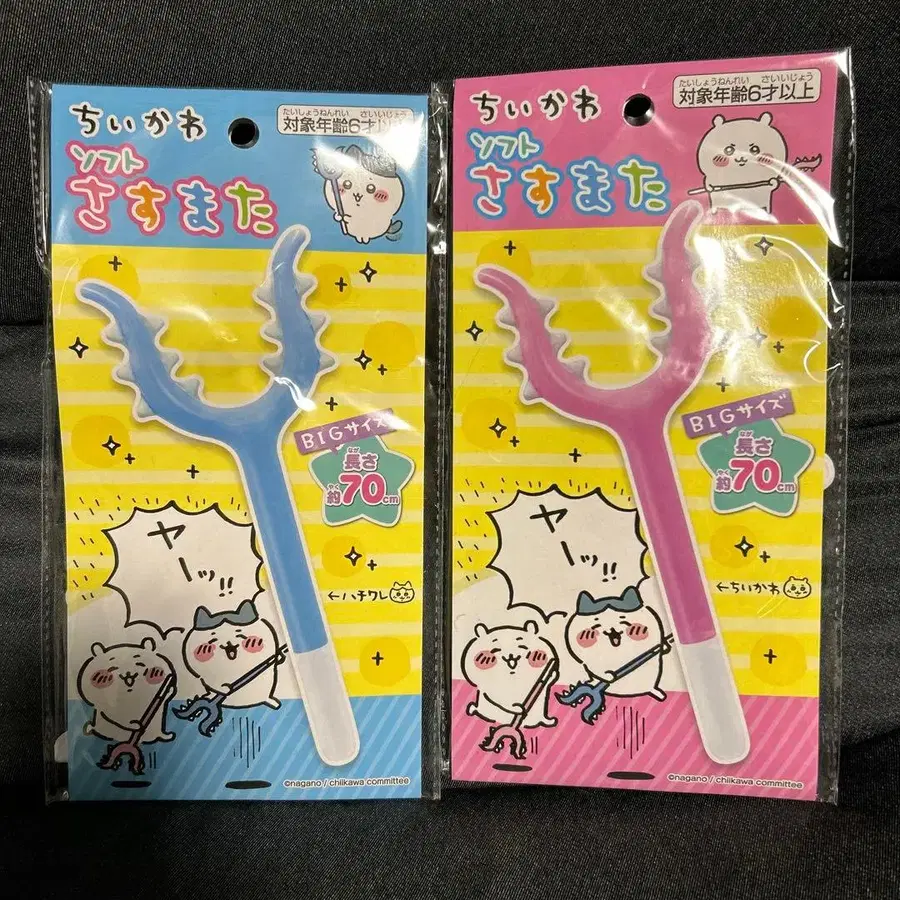 ちいかわ
たいしょうねんれい さいいじょう
対象年齢6才以上
ソフト
さすまた
BIGサイズ
なが
長さ
やく
約70cm
ヤーッ!!
←ハチワレ
©nagano / chiikawa committee
ちいかわ
たいしょうねんれい さいいじょう
対象年齢6才以上
ソフト
さすまた
BIGサイズ
なが
長さ
やく
約70cm
ヤーッ!!
←ちいかわ
©nagano / chiikawa committee